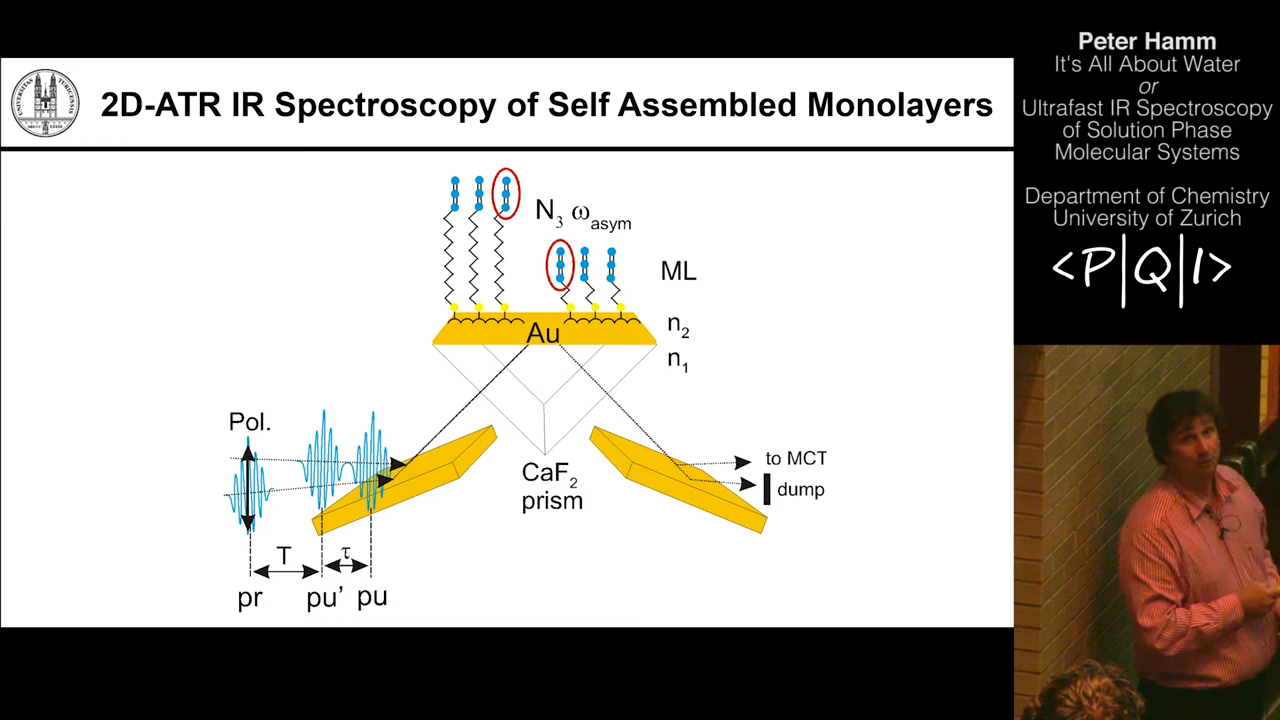 2D-ATR IR Spectroscopy of Self Assembled Monolayers
N3 ωasym
ML
Au
n2
n1
Pol.
CaF2
prism
to MCT
dump
T
τ
pr
pu'
pu
Peter Hamm
It's All About Water
or
Ultrafast IR Spectroscopy
of Solution Phase
Molecular Systems
Department of Chemistry
University of Zurich
<P|Q|I>